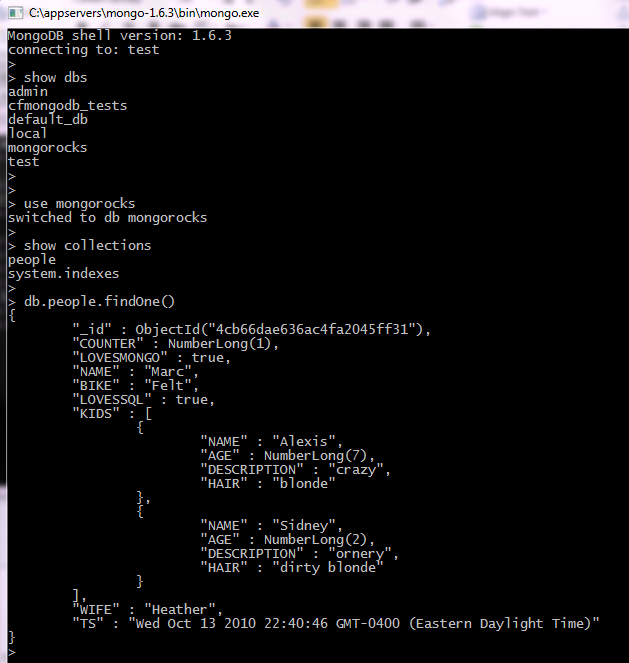 C:\appservers\mongo-1.6.3\bin\mongo.exe
MongoDB shell version: 1.6.3
connecting to: test
>
> show dbs
admin
cfmongodb_tests
default_db
local
mongorocks
test
>
>
> use mongorocks
switched to db mongorocks
>
> show collections
people
system.indexes
>
> db.people.findOne()
{
        "_id" : ObjectId("4cb66dae636ac4fa2045ff31"),
        "COUNTER" : NumberLong(1),
        "LOVESMONGO" : true,
        "NAME" : "Marc",
        "BIKE" : "Felt",
        "LOVESSQL" : true,
        "KIDS" : [
                {
                        "NAME" : "Alexis",
                        "AGE" : NumberLong(7),
                        "DESCRIPTION" : "crazy",
                        "HAIR" : "blonde"
                },
                {
                        "NAME" : "Sidney",
                        "AGE" : NumberLong(2),
                        "DESCRIPTION" : "ornery",
                        "HAIR" : "dirty blonde"
                }
        ],
        "WIFE" : "Heather",
        "TS" : "Wed Oct 13 2010 22:40:46 GMT-0400 (Eastern Daylight Time)"
}
>